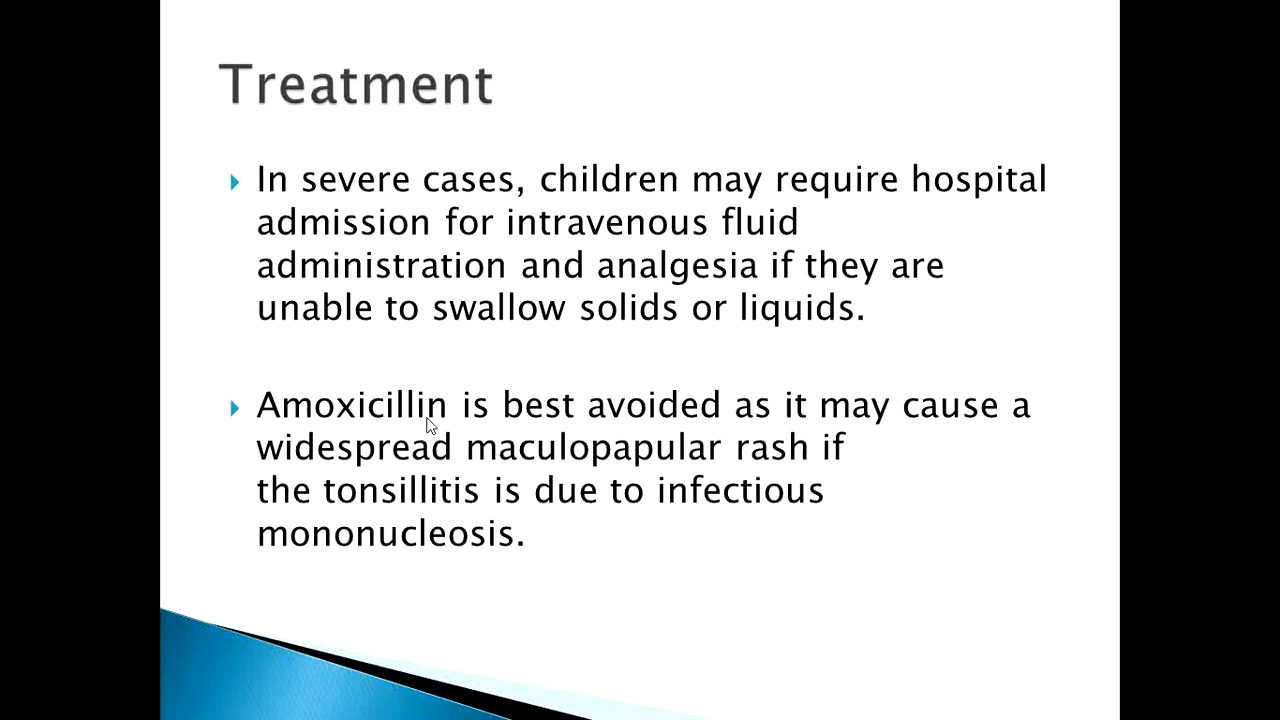 Treatment
In severe cases, children may require hospital
admission for intravenous fluid
administration and analgesia if they are
unable to swallow solids or liquids.
Amoxicillin is best avoided as it may cause a
widespread maculopapular rash if
the tonsillitis is due to infectious
mononucleosis.